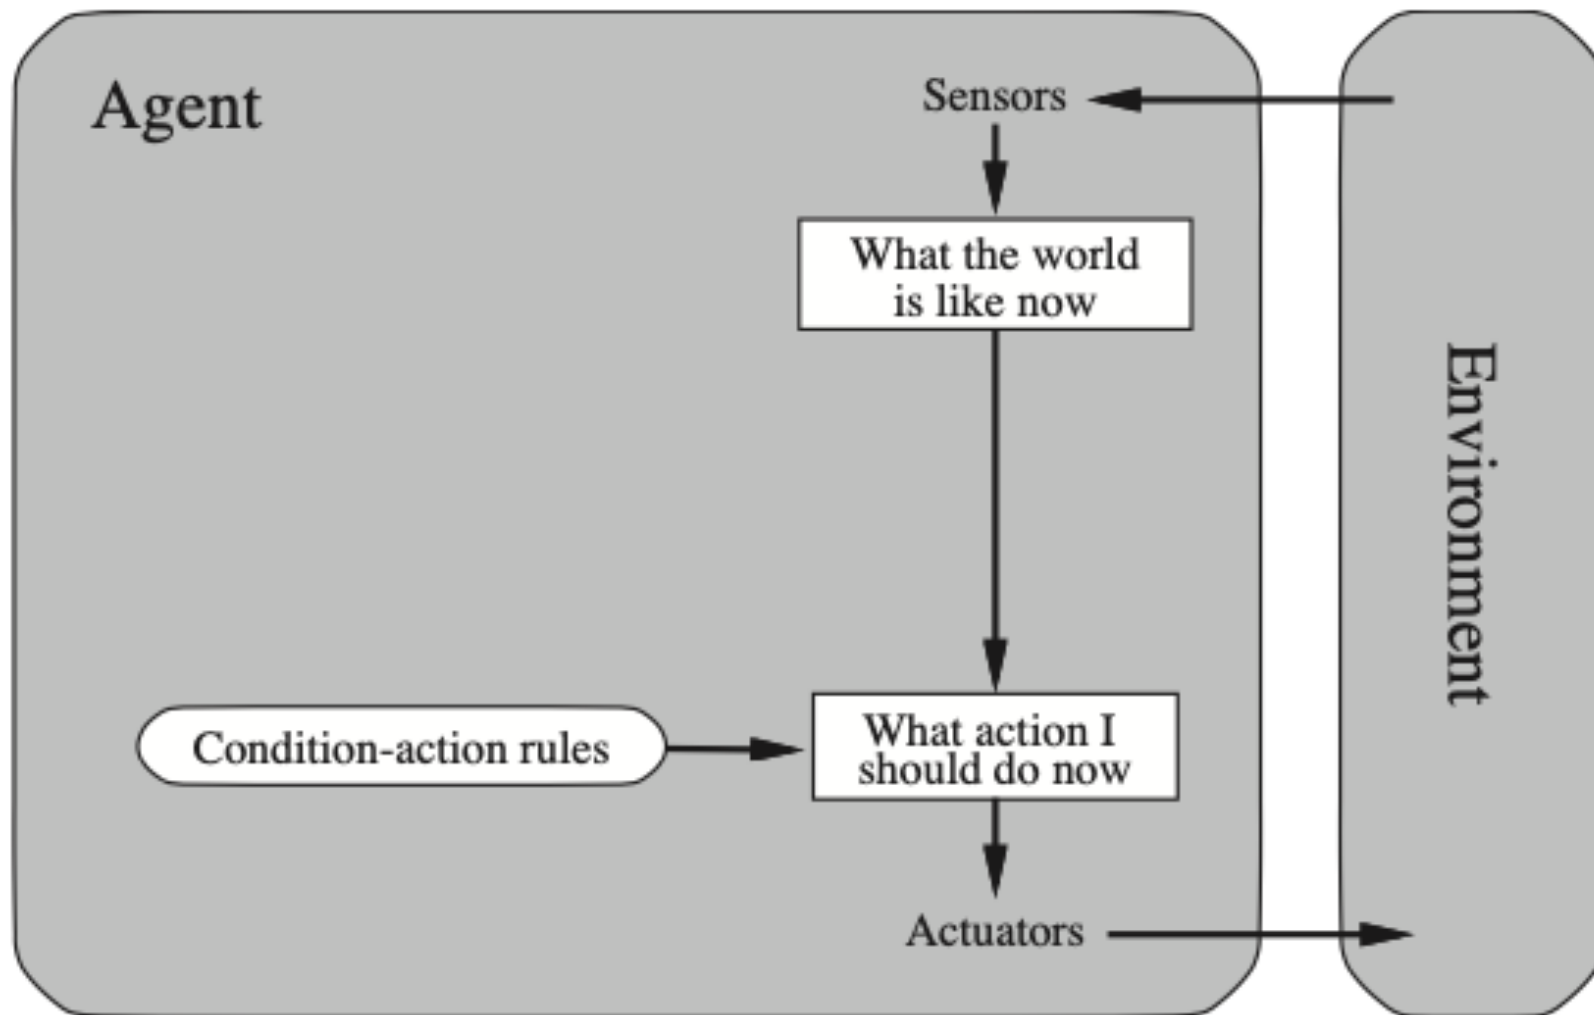 Agent
Sensors
What the world
is like now
Environment
Condition-action rules
What action I
should do now
Actuators